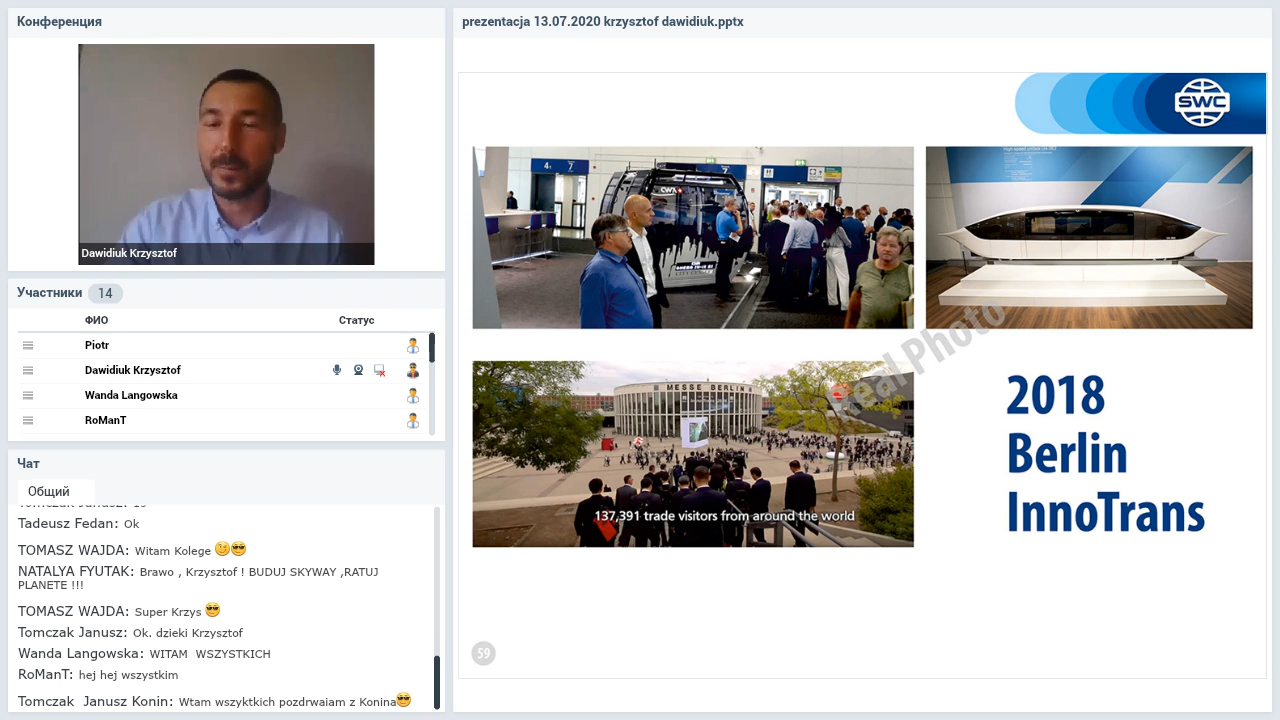 Конференция
Dawidiuk Krzysztof
Участники 14
ФИО Статус
Piotr
Dawidiuk Krzysztof
Wanda Langowska
RoManT
Чат
Общий
Tadeusz Fedan: Ok
TOMASZ WAJDA: Witam Kolege
NATALYA FYUTAK: Brawo , Krzysztof ! BUDUJ SKYWAY ,RATUJ
PLANETE !!!
TOMASZ WAJDA: Super Krzys
Tomczak Janusz: Ok. dzieki Krzysztof
Wanda Langowska: WITAM WSZYSTKICH
RoManT: hej hej wszystkim
Tomczak Janusz Konin: Wtam wszyktkich pozdrwaiam z Konina
prezentacja 13.07.2020 krzysztof dawidiuk.pptx
SWC
4
7
7
CWA
Real Photo
MESSE BERLIN
137,391 trade visitors from around the world
2018
Berlin
InnoTrans
59